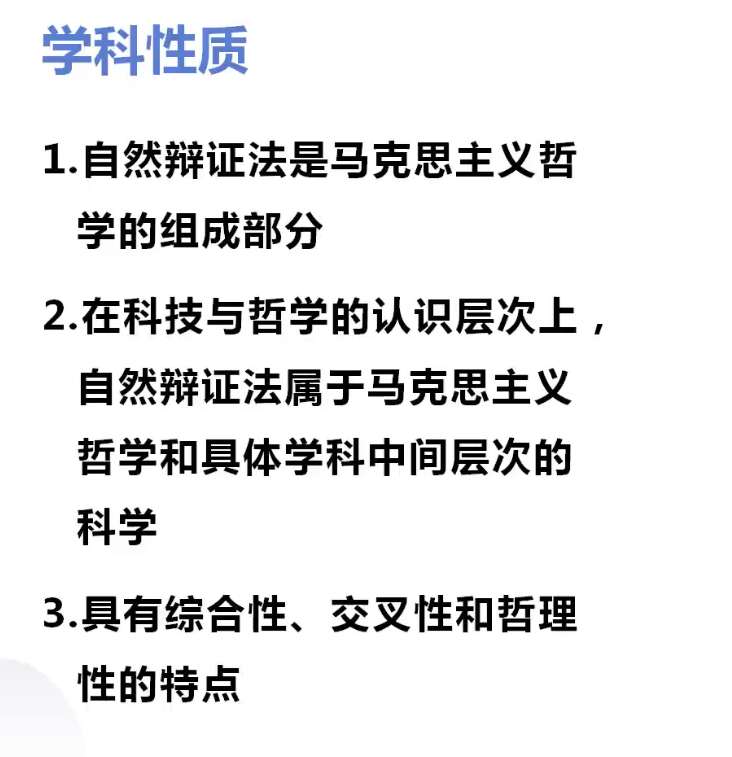 学科性质
1.自然辩证法是马克思主义哲
学的组成部分
2.在科技与哲学的认识层次上，
自然辩证法属于马克思主义
哲学和具体学科中间层次的
科学
3.具有综合性、交叉性和哲理
性的特点